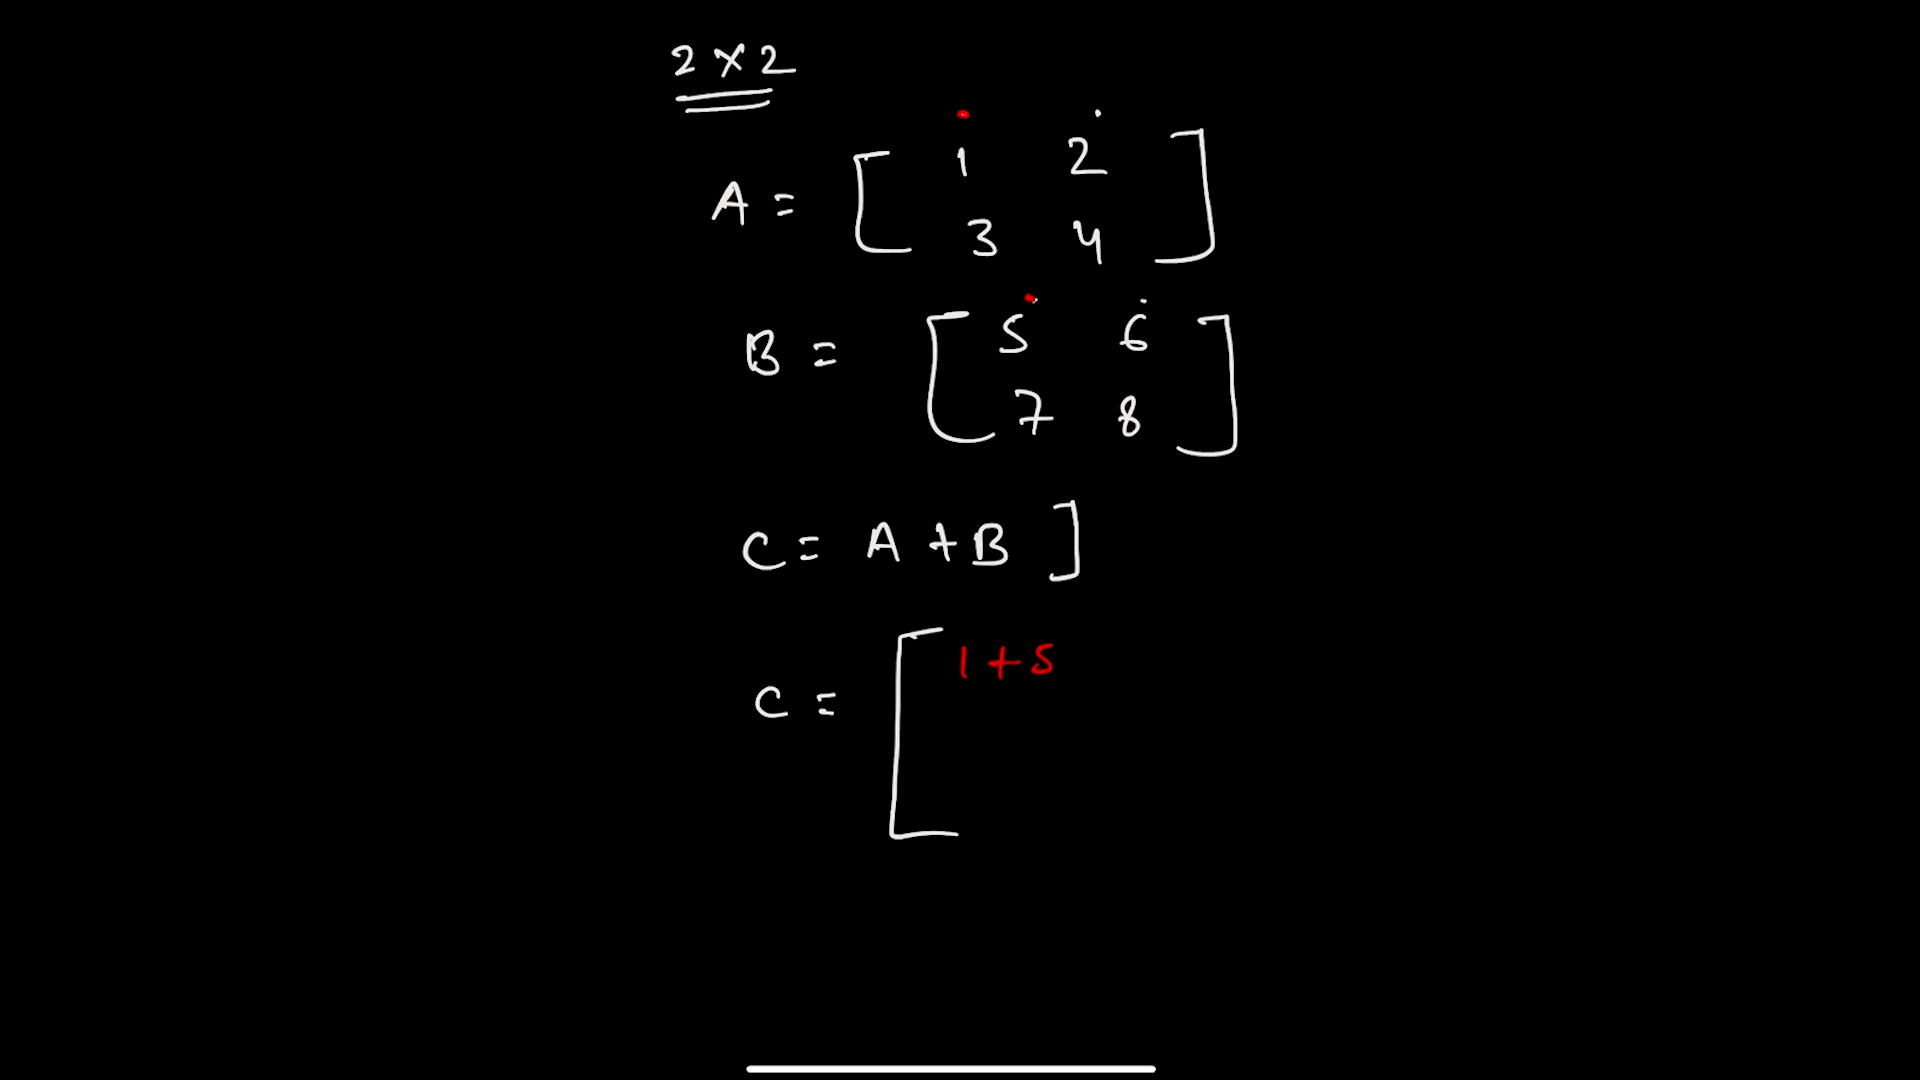 2 × 2
A = [ 1 2
3 4 ]
B = [ 5 6
7 8 ]
C = A + B ]
C = [ 1 + 5